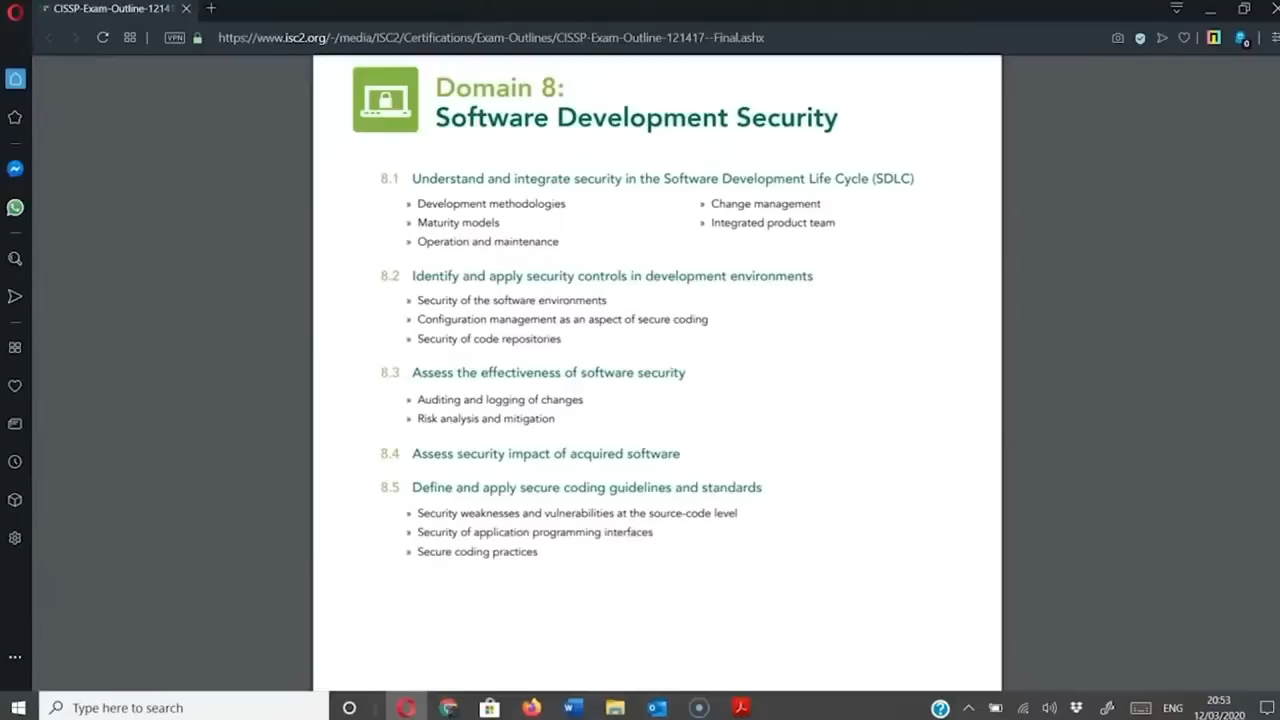 CISSP-Exam-Outline-1214
VPN
https://www.isc2.org/-/media/ISC2/Certifications/Exam-Outlines/CISSP-Exam-Outline-121417--Final.ashx
Domain 8:
Software Development Security
8.1 Understand and integrate security in the Software Development Life Cycle (SDLC)
» Development methodologies
» Maturity models
» Operation and maintenance
» Change management
» Integrated product team
8.2 Identify and apply security controls in development environments
» Security of the software environments
» Configuration management as an aspect of secure coding
» Security of code repositories
8.3 Assess the effectiveness of software security
» Auditing and logging of changes
» Risk analysis and mitigation
8.4 Assess security impact of acquired software
8.5 Define and apply secure coding guidelines and standards
» Security weaknesses and vulnerabilities at the source-code level
» Security of application programming interfaces
» Secure coding practices
Type here to search
ENG
20:53
12/03/2020